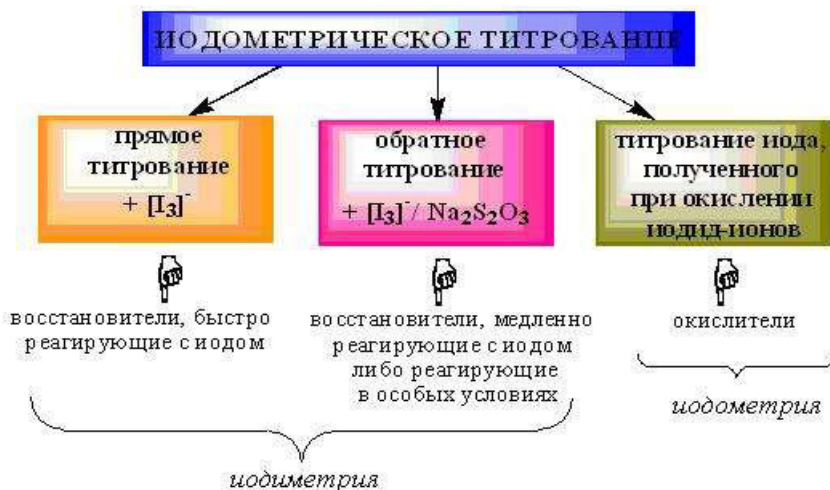 ИОДОМЕТРИЧЕСКОЕ ТИТРОВАНИЕ
прямое
титрование
+ [I₃]⁻
обратное
титрование
+ [I₃]⁻/ Na₂S₂O₃
титрование иода,
полученного
при окислении
иодид-ионов
восстановители, быстро
реагирующие с иодом
восстановители, медленно
реагирующие с иодом
либо реагирующие
в особых условиях
окислители
иодиметрия
иодометрия